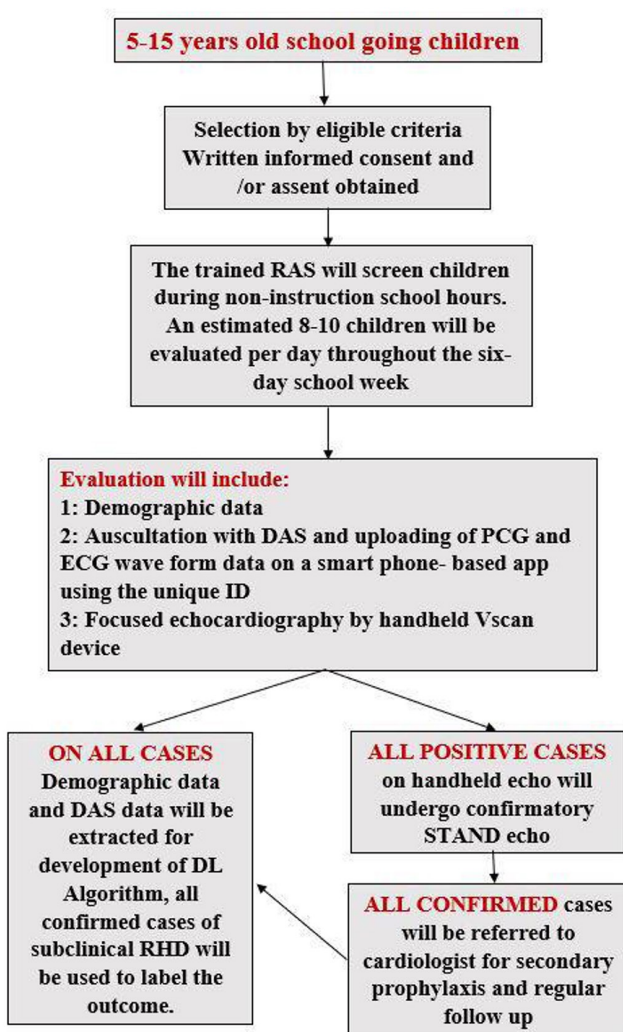 5-15 years old school going children
Selection by eligible criteria
Written informed consent and
/or assent obtained
The trained RAS will screen children
during non-instruction school hours.
An estimated 8-10 children will be
evaluated per day throughout the six-
day school week
Evaluation will include:
1: Demographic data
2: Auscultation with DAS and uploading of PCG and
ECG wave form data on a smart phone- based app
using the unique ID
3: Focused echocardiography by handheld Vscan
device
ON ALL CASES
Demographic data
and DAS data will be
extracted for
development of DL
Algorithm, all
confirmed cases of
subclinical RHD will
be used to label the
outcome.
ALL POSITIVE CASES
on handheld echo will
undergo confirmatory
STAND echo
ALL CONFIRMED cases
will be referred to
cardiologist for secondary
prophylaxis and regular
follow up